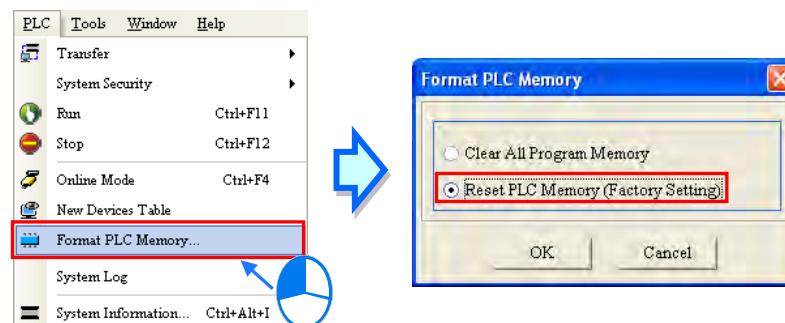 PLC Tools Window Help
Transfer
System Security
Run Ctrl+F11
Stop Ctrl+F12
Online Mode Ctrl+F4
New Devices Table
Format PLC Memory...
System Log
System Information... Ctrl+Alt+I
Format PLC Memory
Clear All Program Memory
Reset PLC Memory (Factory Setting)
OK Cancel